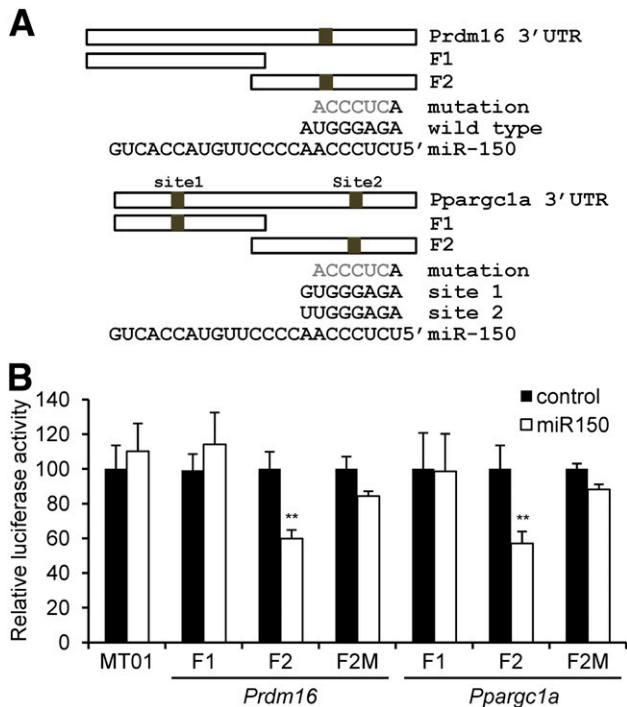 A
Prdm16 3'UTR
F1
F2
ACCCUCA mutation
AUGGGAGA wild type
GUCACCAUGUUCCCCAACCCUCU5' miR-150
site1 Site2
Ppargc1a 3'UTR
F1
F2
ACCCUCA mutation
GUGGGAGA site 1
UUGGGAGA site 2
GUCACCAUGUUCCCCAACCCUCU5' miR-150
B
Relative luciferase activity
140
120
100
80
60
40
20
0
control
miR150
**
**
MT01 F1 F2 F2M F1 F2 F2M
Prdm16 Ppargc1a